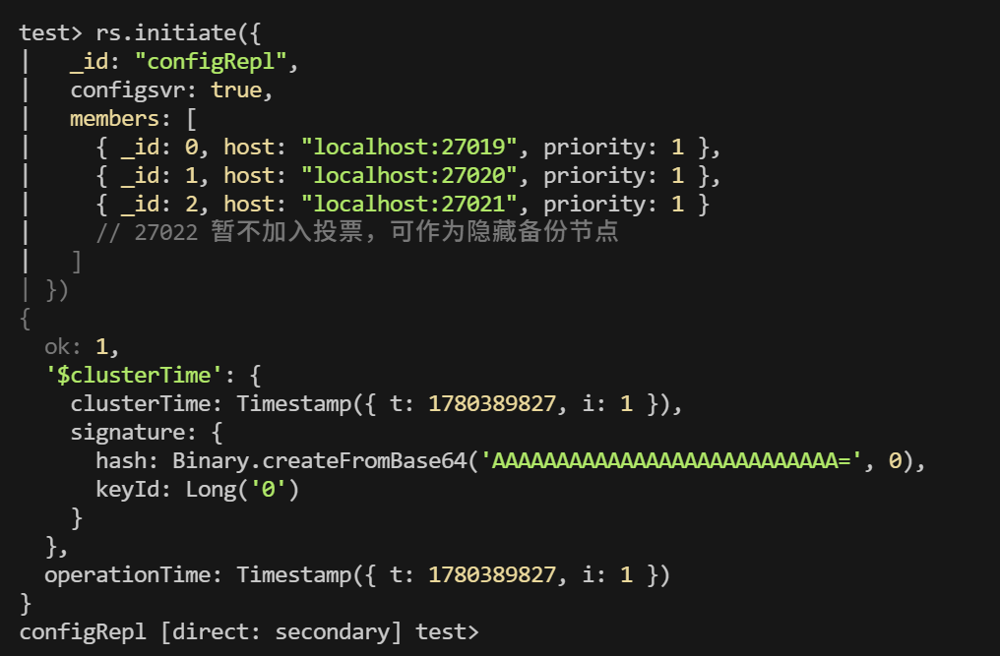 test> rs.initiate({
|   _id: "configRepl",
|   configsvr: true,
|   members: [
|     { _id: 0, host: "localhost:27019", priority: 1 },
|     { _id: 1, host: "localhost:27020", priority: 1 },
|     { _id: 2, host: "localhost:27021", priority: 1 }
|     // 27022 暂不加入投票，可作为隐藏备份节点
|   ]
| })
{
  ok: 1,
  '$clusterTime': {
    clusterTime: Timestamp({ t: 1780389827, i: 1 }),
    signature: {
      hash: Binary.createFromBase64('AAAAAAAAAAAAAAAAAAAAAAAAAAA=', 0),
      keyId: Long('0')
    }
  },
  operationTime: Timestamp({ t: 1780389827, i: 1 })
}
configRepl [direct: secondary] test>